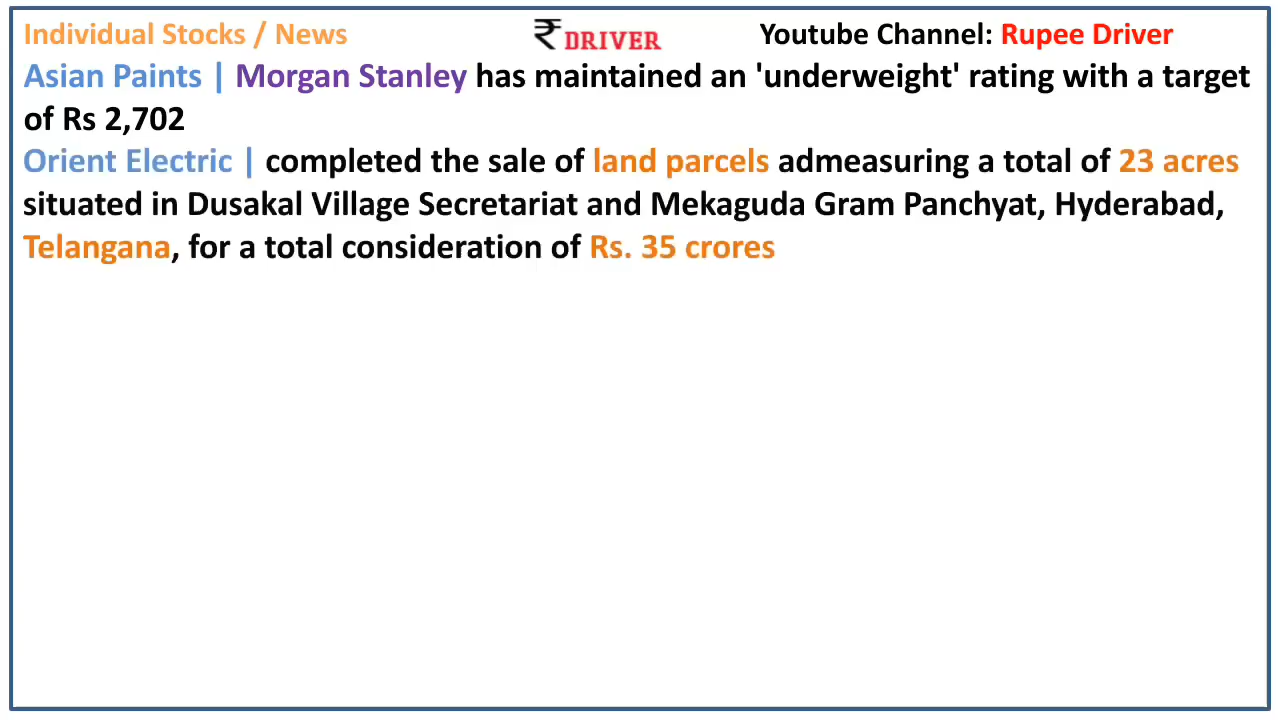 Individual Stocks / News
₹ DRIVER
Youtube Channel: Rupee Driver
Asian Paints | Morgan Stanley has maintained an 'underweight' rating with a target
of Rs 2,702
Orient Electric | completed the sale of land parcels admeasuring a total of 23 acres
situated in Dusakal Village Secretariat and Mekaguda Gram Panchyat, Hyderabad,
Telangana, for a total consideration of Rs. 35 crores